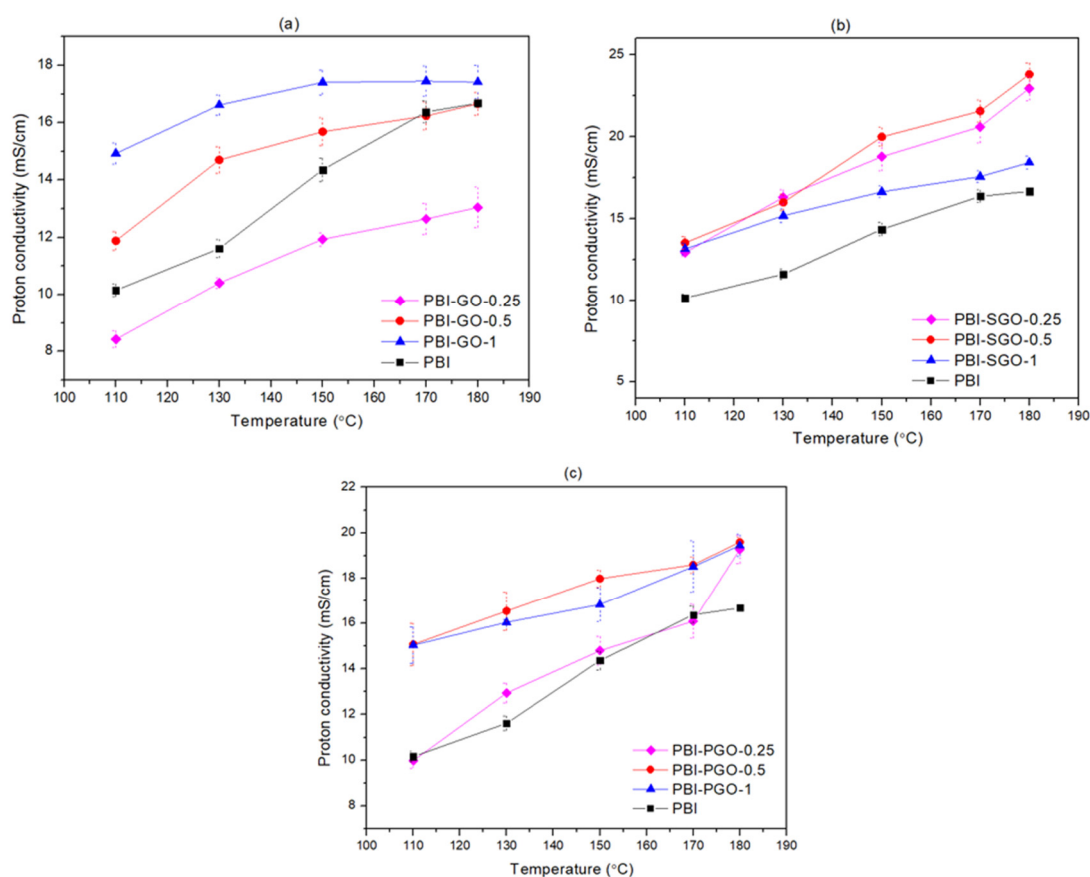 (a)
Proton conductivity (mS/cm)
18
16
14
12
10
8
PBI-GO-0.25
PBI-GO-0.5
PBI-GO-1
PBI
100 110 120 130 140 150 160 170 180 190
Temperature (°C)
(b)
Proton conductivity (mS/cm)
25
20
15
10
5
PBI-SGO-0.25
PBI-SGO-0.5
PBI-SGO-1
PBI
100 110 120 130 140 150 160 170 180 190
Temperature (°C)
(c)
Proton conductivity (mS/cm)
22
20
18
16
14
12
10
8
PBI-PGO-0.25
PBI-PGO-0.5
PBI-PGO-1
PBI
100 110 120 130 140 150 160 170 180 190
Temperature (°C)